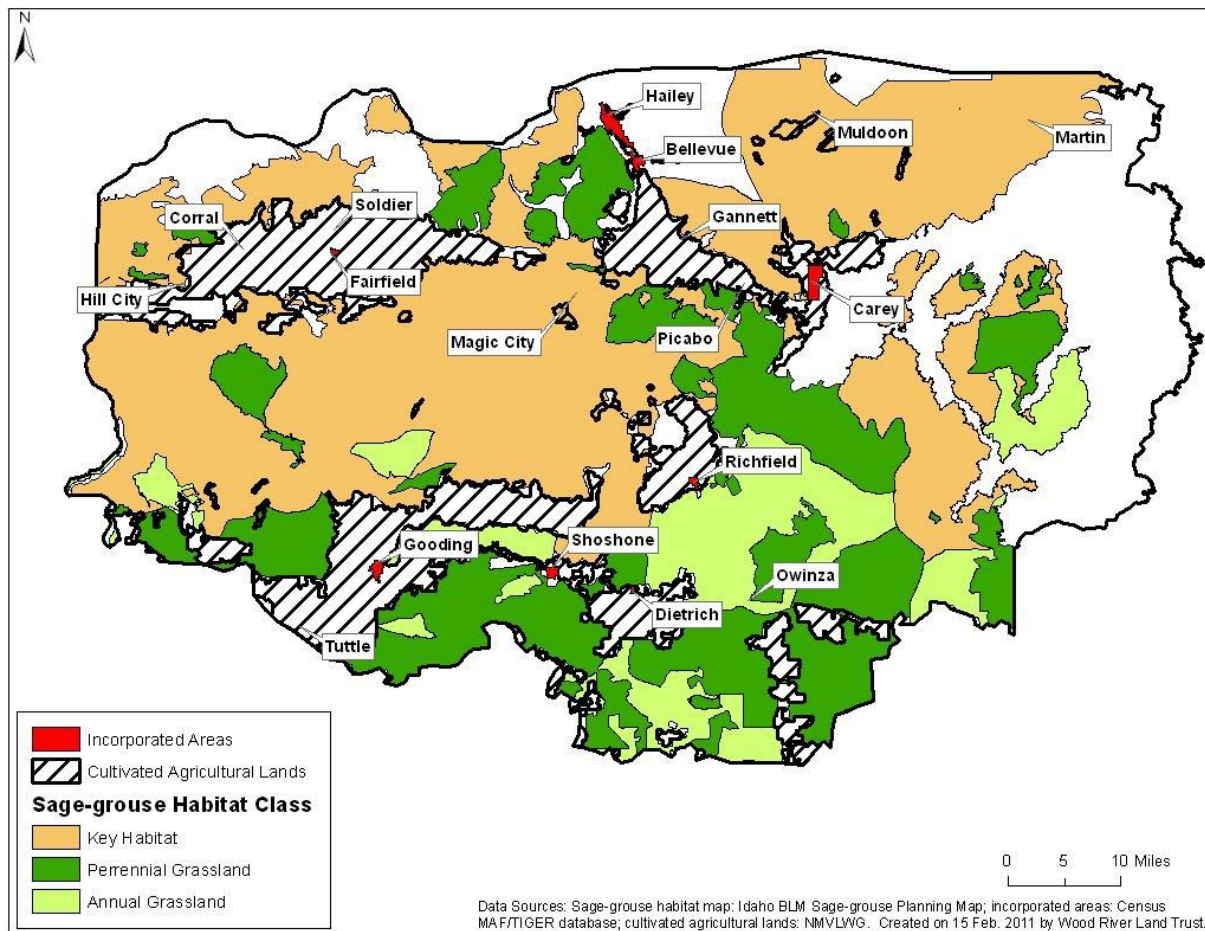 N
Hailey
Muldoon
Martin
Bellevue
Soldier
Corral
Gannett
Fairfield
Hill City
Carey
Magic City
Picabo
Richfield
Gooding
Shoshone
Owinza
Dietrich
Tuttle
Incorporated Areas
Cultivated Agricultural Lands
Sage-grouse Habitat Class
Key Habitat
Perrennial Grassland
Annual Grassland
0 5 10 Miles
Data Sources: Sage-grouse habitat map: Idaho BLM Sage-grouse Planning Map; incorporated areas: Census
MAF/TIGER database; cultivated agricultural lands: NMVLWG. Created on 15 Feb. 2011 by Wood River Land Trust.